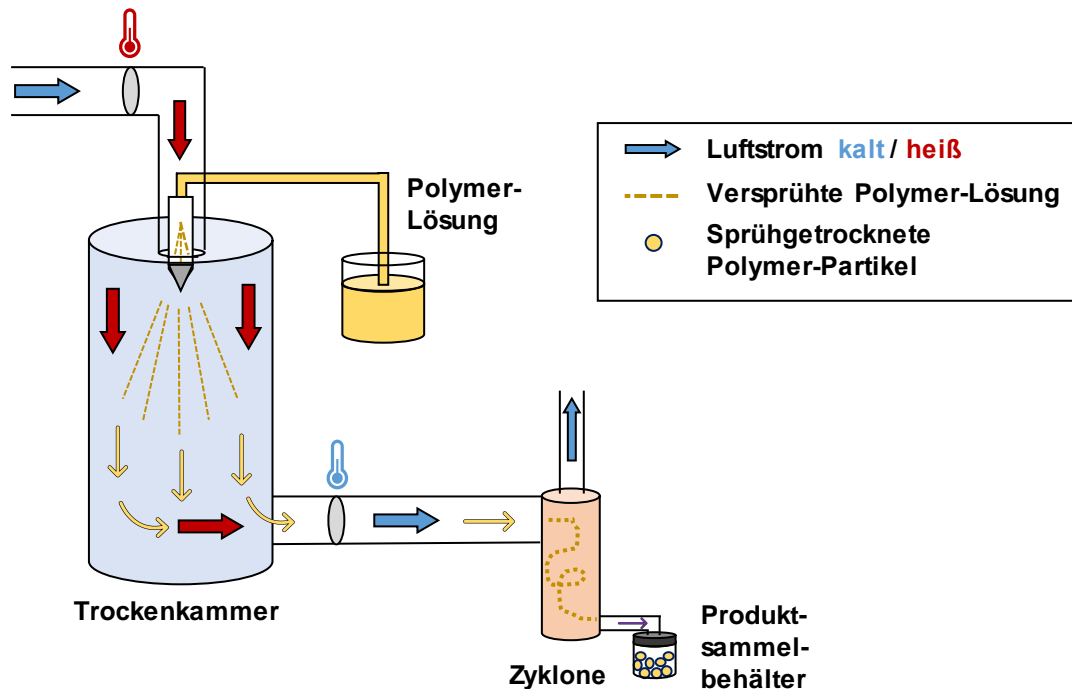 Polymer-
Lösung
Luftstrom kalt / heiß
Versprühte Polymer-Lösung
Sprühgetrocknete
Polymer-Partikel
Trockenkammer
Zyklone
Produkt-
sammel-
behälter